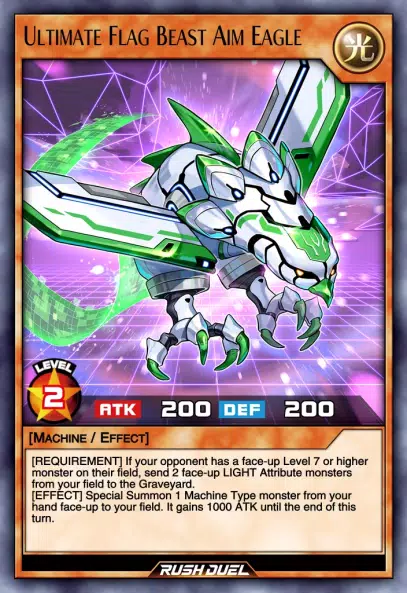 ULTIMATE FLAG BEAST AIM EAGLE
光
LEVEL
2
ATK 200 DEF 200
[MACHINE / EFFECT]
[REQUIREMENT] If your opponent has a face-up Level 7 or higher
monster on their field, send 2 face-up LIGHT Attribute monsters
from your field to the Graveyard.
[EFFECT] Special Summon 1 Machine Type monster from your
hand face-up to your field. It gains 1000 ATK until the end of this
turn.
RUSH DUEL